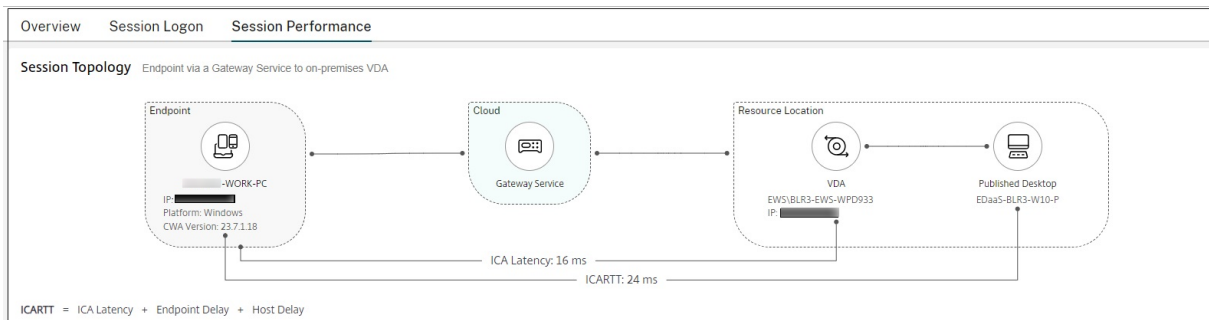 Overview Session Logon Session Performance
Session Topology Endpoint via a Gateway Service to on-premises VDA
Endpoint
-WORK-PC
IP:
Platform: Windows
CWA Version: 23.7.1.18
Cloud
Gateway Service
Resource Location
VDA
EWS\BLR3-EWS-WPD933
IP:
Published Desktop
EDaaS-BLR3-W10-P
ICA Latency: 16 ms
ICARTT: 24 ms
ICARTT = ICA Latency + Endpoint Delay + Host Delay